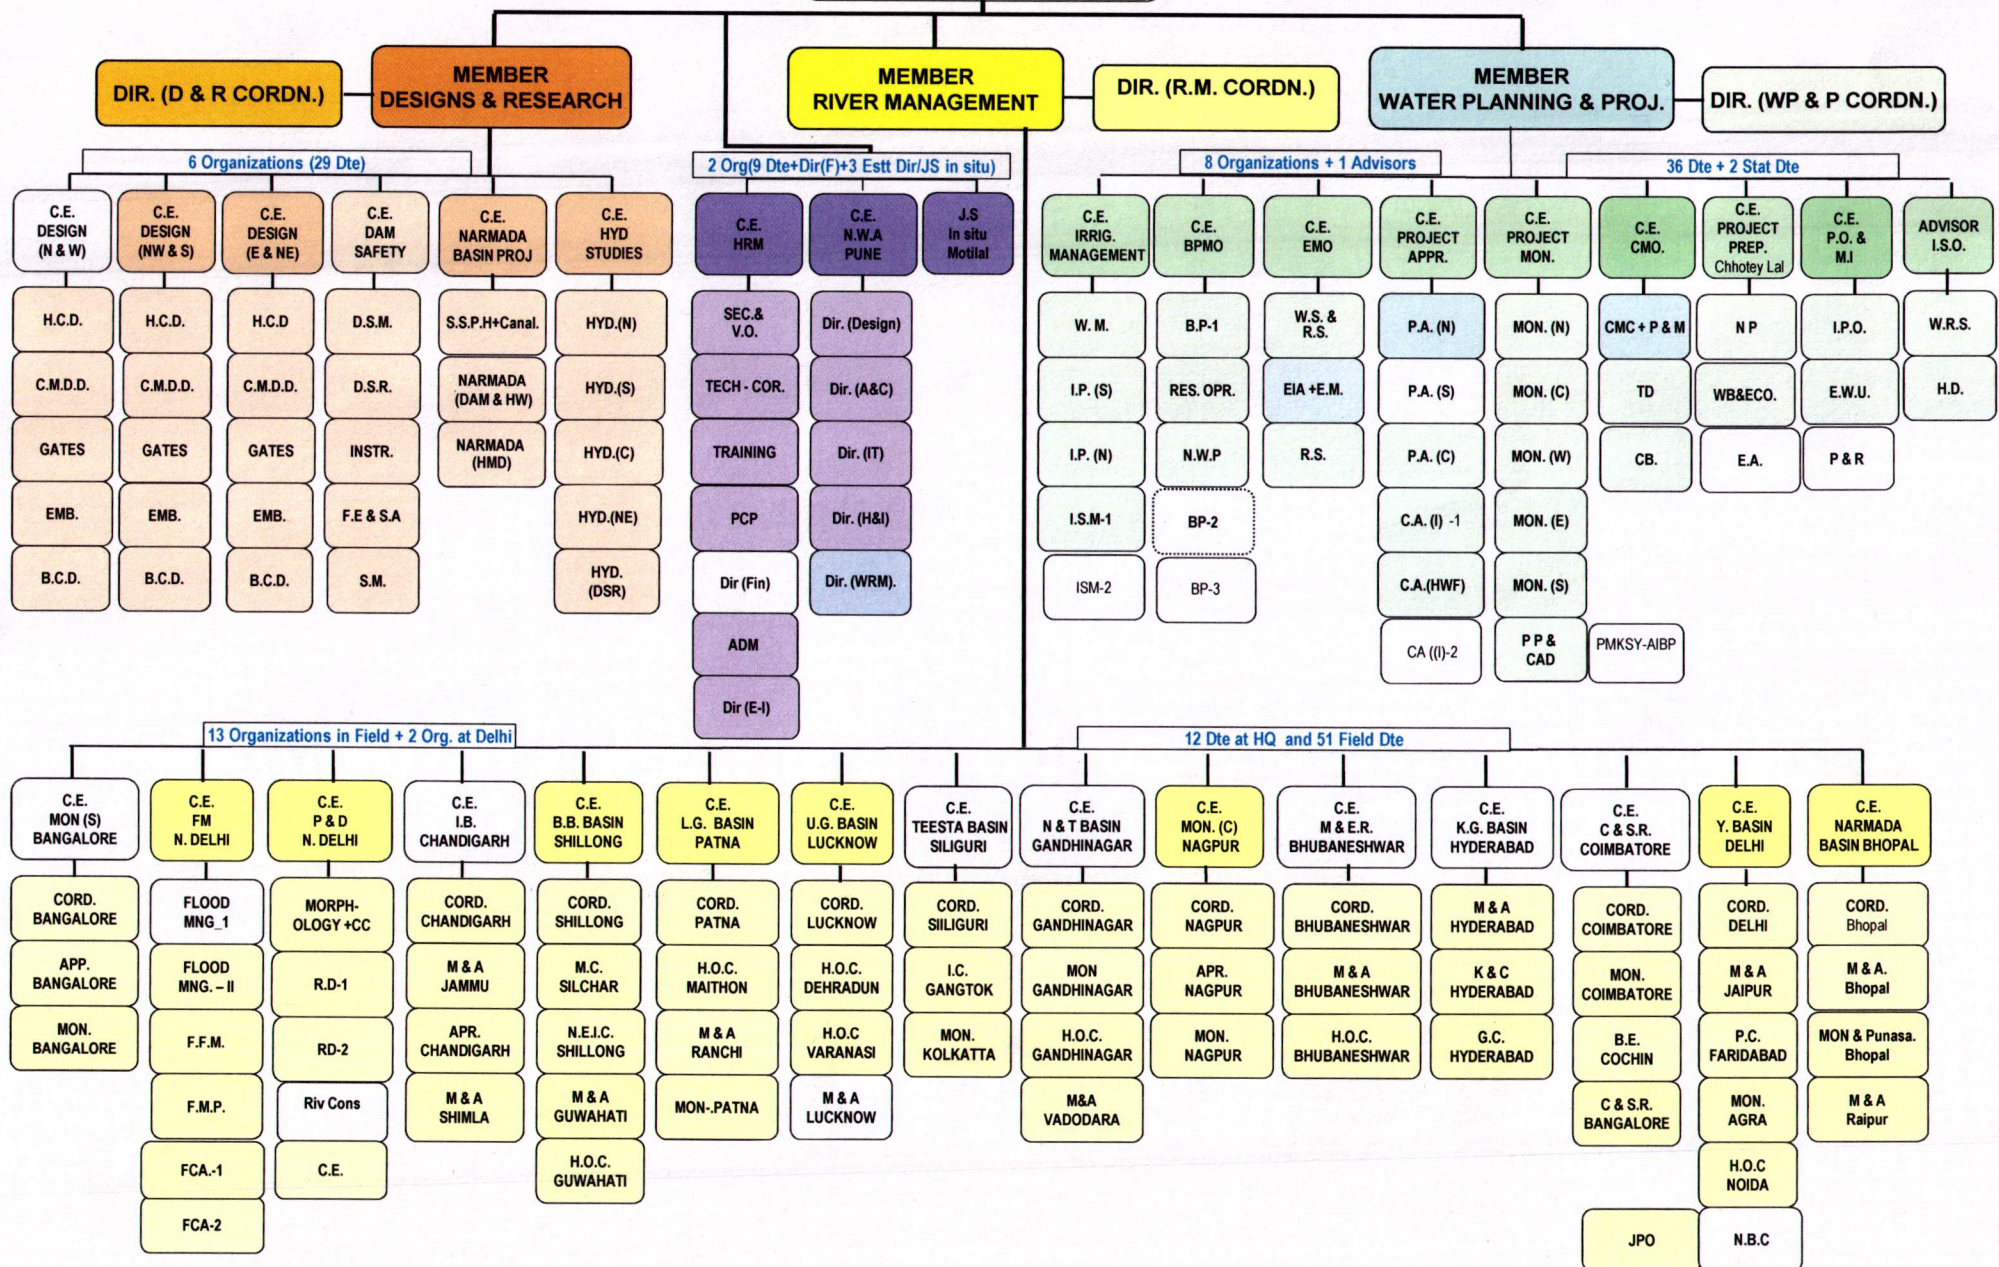 DIR. (D & R CORDN.)
MEMBER
DESIGNS & RESEARCH
MEMBER
RIVER MANAGEMENT
DIR. (R.M. CORDN.)
MEMBER
WATER PLANNING & PROJ.
DIR. (WP & P CORDN.)
6 Organizations (29 Dte)
2 Org(9 Dte+Dir(F)+3 Estt Dir/JS in situ)
8 Organizations + 1 Advisors
36 Dte + 2 Stat Dte
C.E.
DESIGN
(N & W)
H.C.D.
C.M.D.D.
GATES
EMB.
B.C.D.
C.E.
DESIGN
(NW & S)
H.C.D.
C.M.D.D.
GATES
EMB.
B.C.D.
C.E.
DESIGN
(E & NE)
H.C.D
C.M.D.D.
GATES
EMB.
B.C.D.
C.E.
DAM
SAFETY
D.S.M.
D.S.R.
INSTR.
F.E & S.A
S.M.
C.E.
NARMADA
BASIN PROJ
S.S.P.H+Canal.
NARMADA
(DAM & HW)
NARMADA
(HMD)
C.E.
HYD
STUDIES
HYD.(N)
HYD.(S)
HYD.(C)
HYD.(NE)
HYD.
(DSR)
C.E.
HRM
SEC.&
V.O.
TECH - COR.
TRAINING
PCP
Dir (Fin)
ADM
Dir (E-I)
C.E.
N.W.A
PUNE
Dir. (Design)
Dir. (A&C)
Dir. (IT)
Dir. (H&I)
Dir. (WRM).
J.S
In situ
Motilal
C.E.
IRRIG.
MANAGEMENT
W. M.
I.P. (S)
I.P. (N)
I.S.M-1
ISM-2
C.E.
BPMO
B.P-1
RES. OPR.
N.W.P
BP-2
BP-3
C.E.
EMO
W.S. &
R.S.
EIA +E.M.
R.S.
C.E.
PROJECT
APPR.
P.A. (N)
P.A. (S)
P.A. (C)
C.A. (I) -1
C.A.(HWF)
CA ((I)-2
C.E.
PROJECT
MON.
MON. (N)
MON. (C)
MON. (W)
MON. (E)
MON. (S)
P P &
CAD
PMKSY-AIBP
C.E.
CMO.
CMC + P & M
TD
CB.
C.E.
PROJECT
PREP.
Chhotey Lal
N P
WB&ECO.
E.A.
C.E.
P.O. &
M.I
I.P.O.
E.W.U.
P & R
ADVISOR
I.S.O.
W.R.S.
H.D.
13 Organizations in Field + 2 Org. at Delhi
12 Dte at HQ and 51 Field Dte
C.E.
MON (S)
BANGALORE
CORD.
BANGALORE
APP.
BANGALORE
MON.
BANGALORE
C.E.
FM
N. DELHI
FLOOD
MNG_1
FLOOD
MNG. – II
F.F.M.
F.M.P.
FCA.-1
FCA-2
C.E.
P & D
N. DELHI
MORPH-
OLOGY +CC
R.D-1
RD-2
Riv Cons
C.E.
C.E.
I.B.
CHANDIGARH
CORD.
CHANDIGARH
M & A
JAMMU
APR.
CHANDIGARH
M & A
SHIMLA
C.E.
B.B. BASIN
SHILLONG
CORD.
SHILLONG
M.C.
SILCHAR
N.E.I.C.
SHILLONG
M & A
GUWAHATI
H.O.C.
GUWAHATI
C.E.
L.G. BASIN
PATNA
CORD.
PATNA
H.O.C.
MAITHON
M & A
RANCHI
MON-.PATNA
C.E.
U.G. BASIN
LUCKNOW
CORD.
LUCKNOW
H.O.C.
DEHRADUN
H.O.C
VARANASI
M & A
LUCKNOW
C.E.
TEESTA BASIN
SILIGURI
CORD.
SIILIGURI
I.C.
GANGTOK
MON.
KOLKATTA
C.E.
N & T BASIN
GANDHINAGAR
CORD.
GANDHINAGAR
MON
GANDHINAGAR
H.O.C.
GANDHINAGAR
M&A
VADODARA
C.E.
MON. (C)
NAGPUR
CORD.
NAGPUR
APR.
NAGPUR
MON.
NAGPUR
C.E.
M & E.R.
BHUBANESHWAR
CORD.
BHUBANESHWAR
M & A
BHUBANESHWAR
H.O.C.
BHUBANESHWAR
C.E.
K.G. BASIN
HYDERABAD
M & A
HYDERABAD
K & C
HYDERABAD
G.C.
HYDERABAD
C.E.
C & S.R.
COIMBATORE
CORD.
COIMBATORE
MON.
COIMBATORE
B.E.
COCHIN
C & S.R.
BANGALORE
JPO
C.E.
Y. BASIN
DELHI
CORD.
DELHI
M & A
JAIPUR
P.C.
FARIDABAD
MON.
AGRA
H.O.C
NOIDA
N.B.C
C.E.
NARMADA
BASIN BHOPAL
CORD.
Bhopal
M & A.
Bhopal
MON & Punasa.
Bhopal
M & A
Raipur